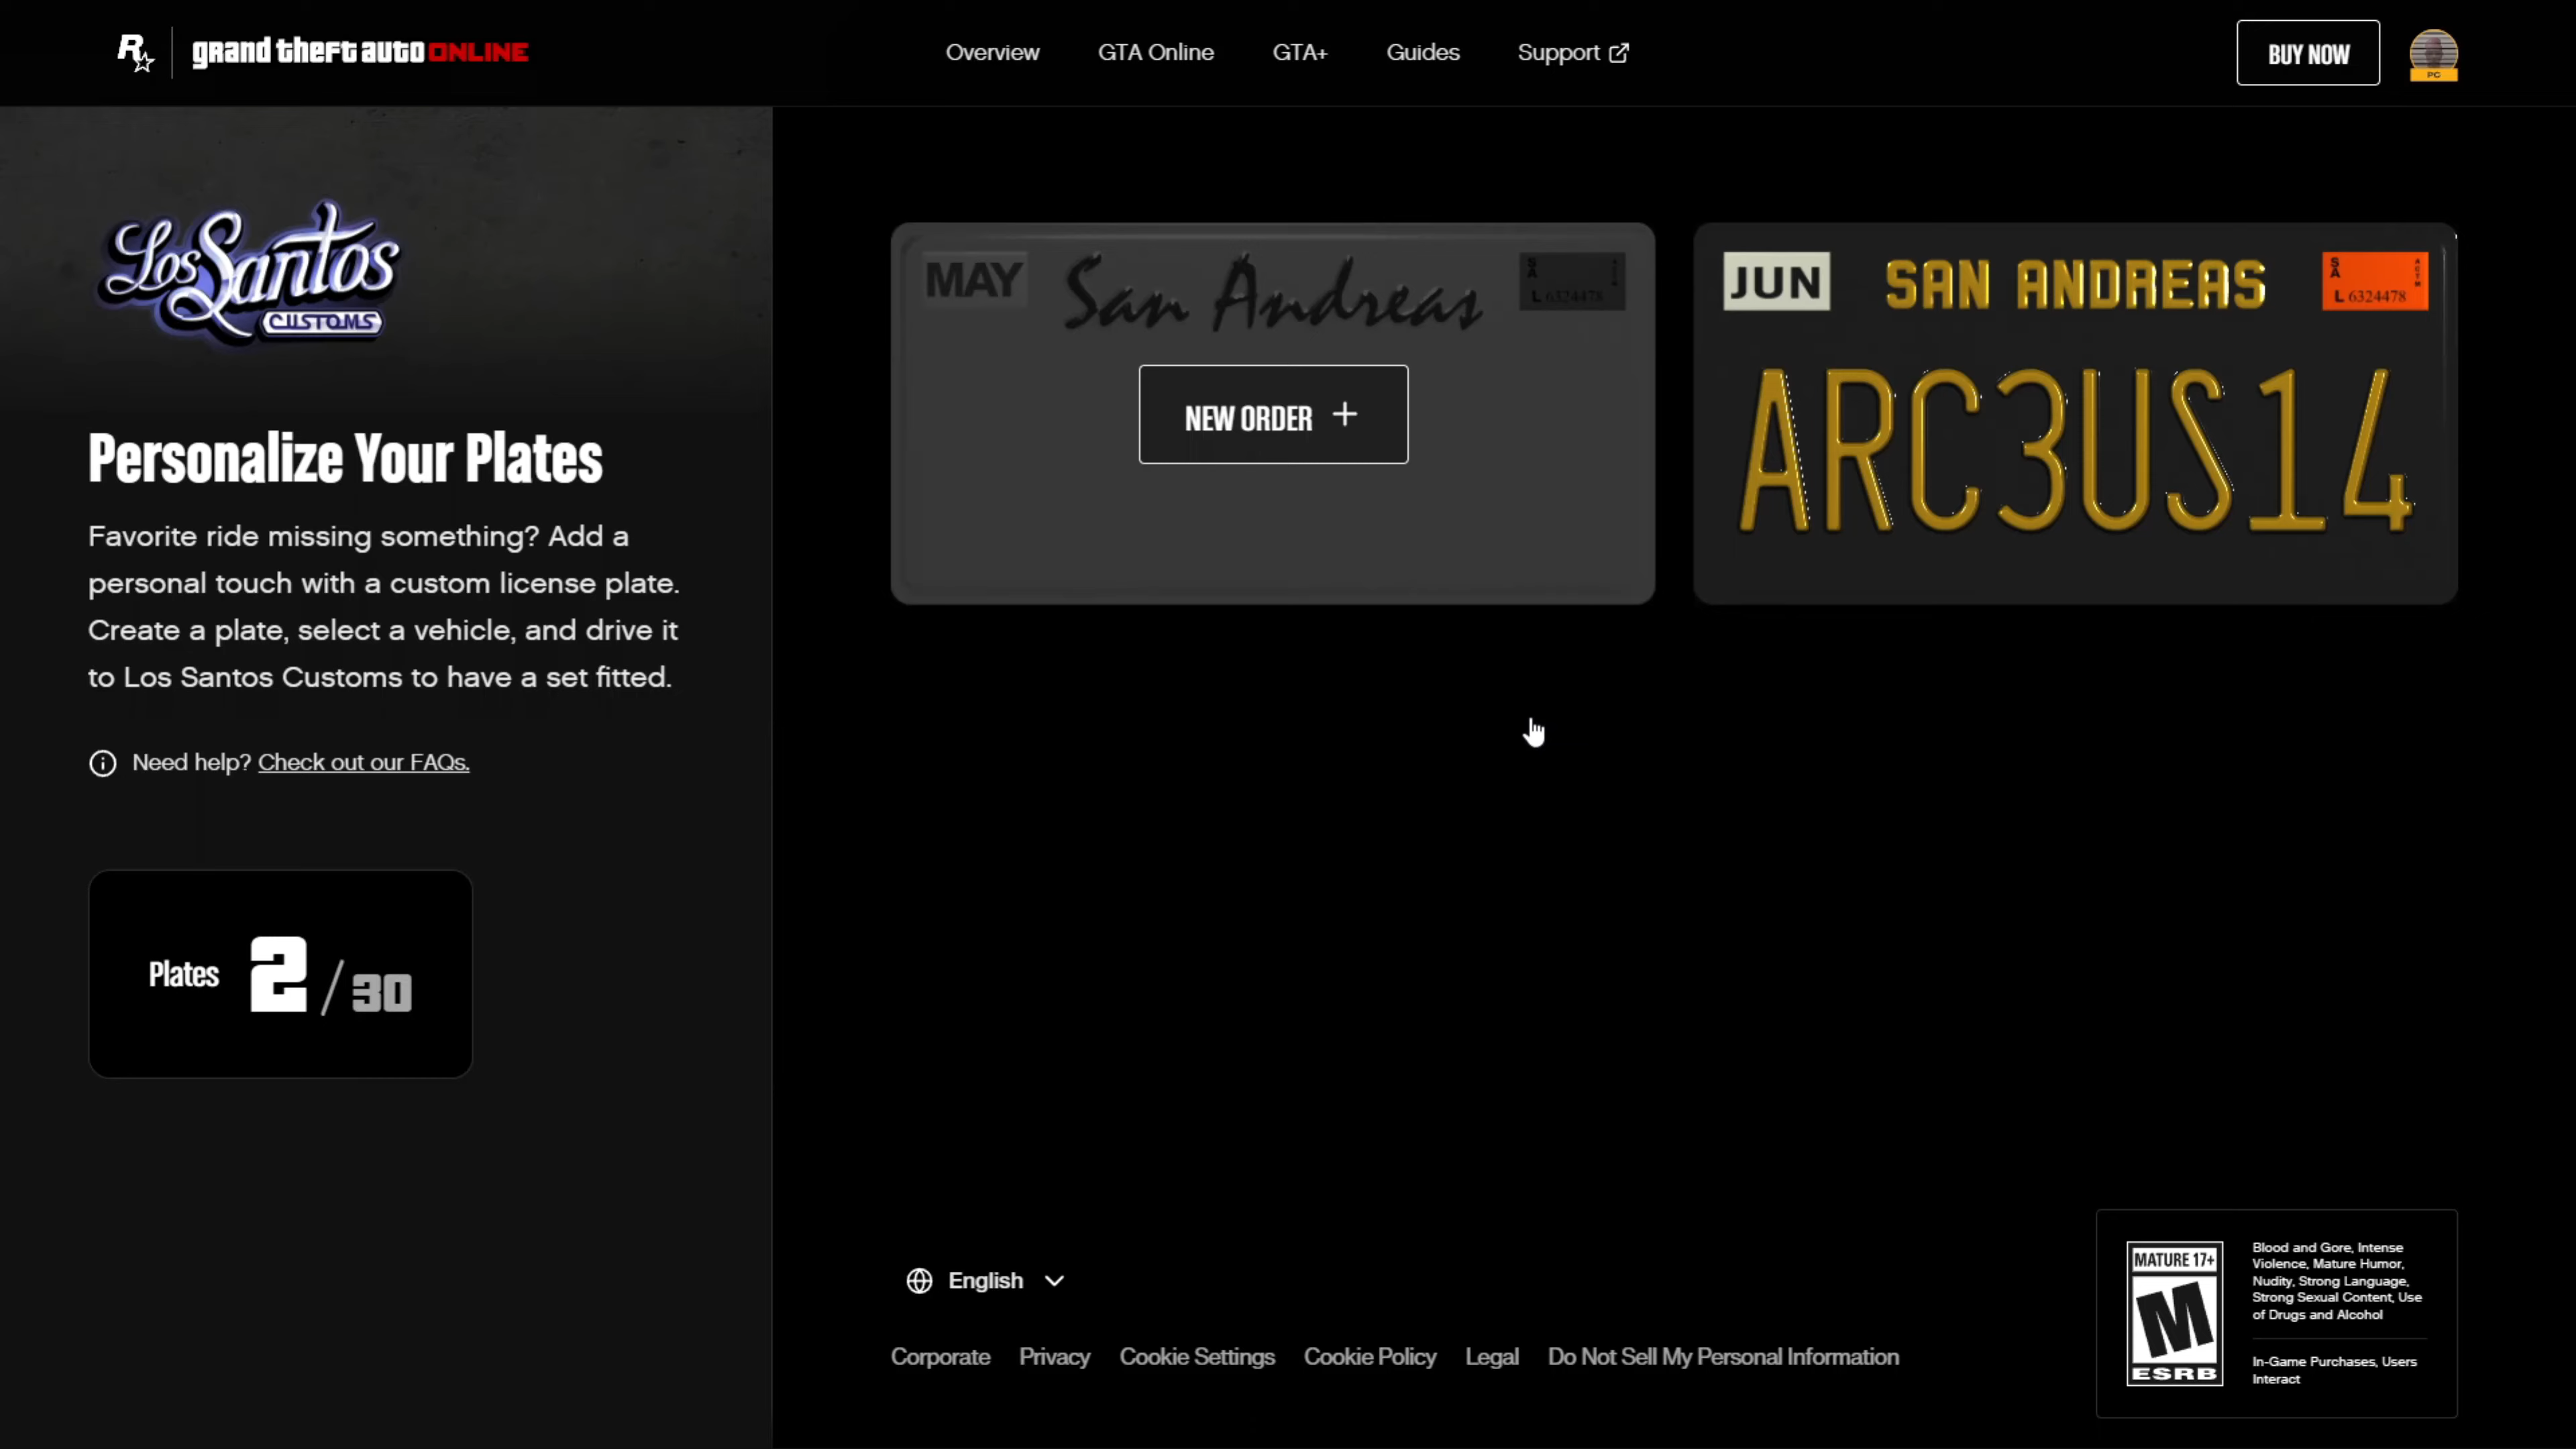 R
grand theft auto ONLINE
Overview
GTA Online
GTA+
Guides
Support
BUY NOW
PC
Los Santos
CUSTOMS
Personalize Your Plates
Favorite ride missing something? Add a
personal touch with a custom license plate.
Create a plate, select a vehicle, and drive it
to Los Santos Customs to have a set fitted.
Need help? Check out our FAQs.
Plates 2 / 30
MAY
San Andreas
SA
L 6324478
NEW ORDER +
JUN
SAN ANDREAS
SA
L 6324478
ARC3US14
English
Corporate
Privacy
Cookie Settings
Cookie Policy
Legal
Do Not Sell My Personal Information
MATURE 17+
M
ESRB
Blood and Gore, Intense
Violence, Mature Humor,
Nudity, Strong Language,
Strong Sexual Content, Use
of Drugs and Alcohol
In-Game Purchases, Users
Interact